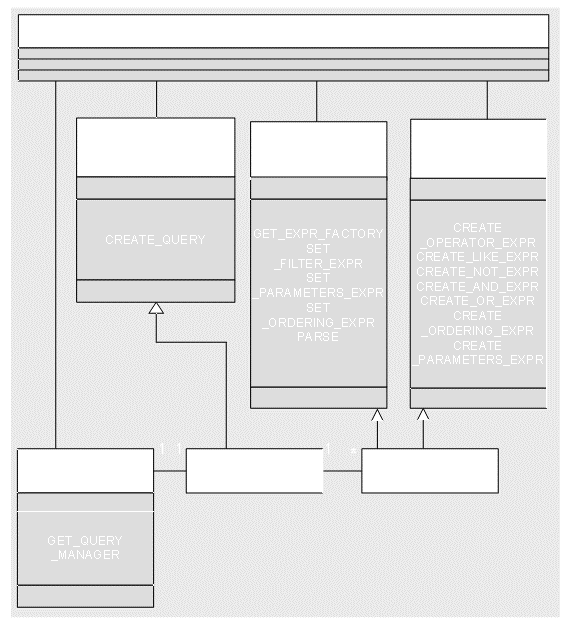 CREATE_QUERY
GET_EXPR_FACTORY
SET
_FILTER_EXPR
SET
_PARAMETERS_EXPR
SET
_ORDERING_EXPR
PARSE
CREATE
_OPERATOR_EXPR
CREATE_LIKE_EXPR
CREATE_NOT_EXPR
CREATE_AND_EXPR
CREATE_OR_EXPR
CREATE
_ORDERING_EXPR
CREATE
_PARAMETERS_EXPR
1 1 1 *
GET_QUERY
_MANAGER